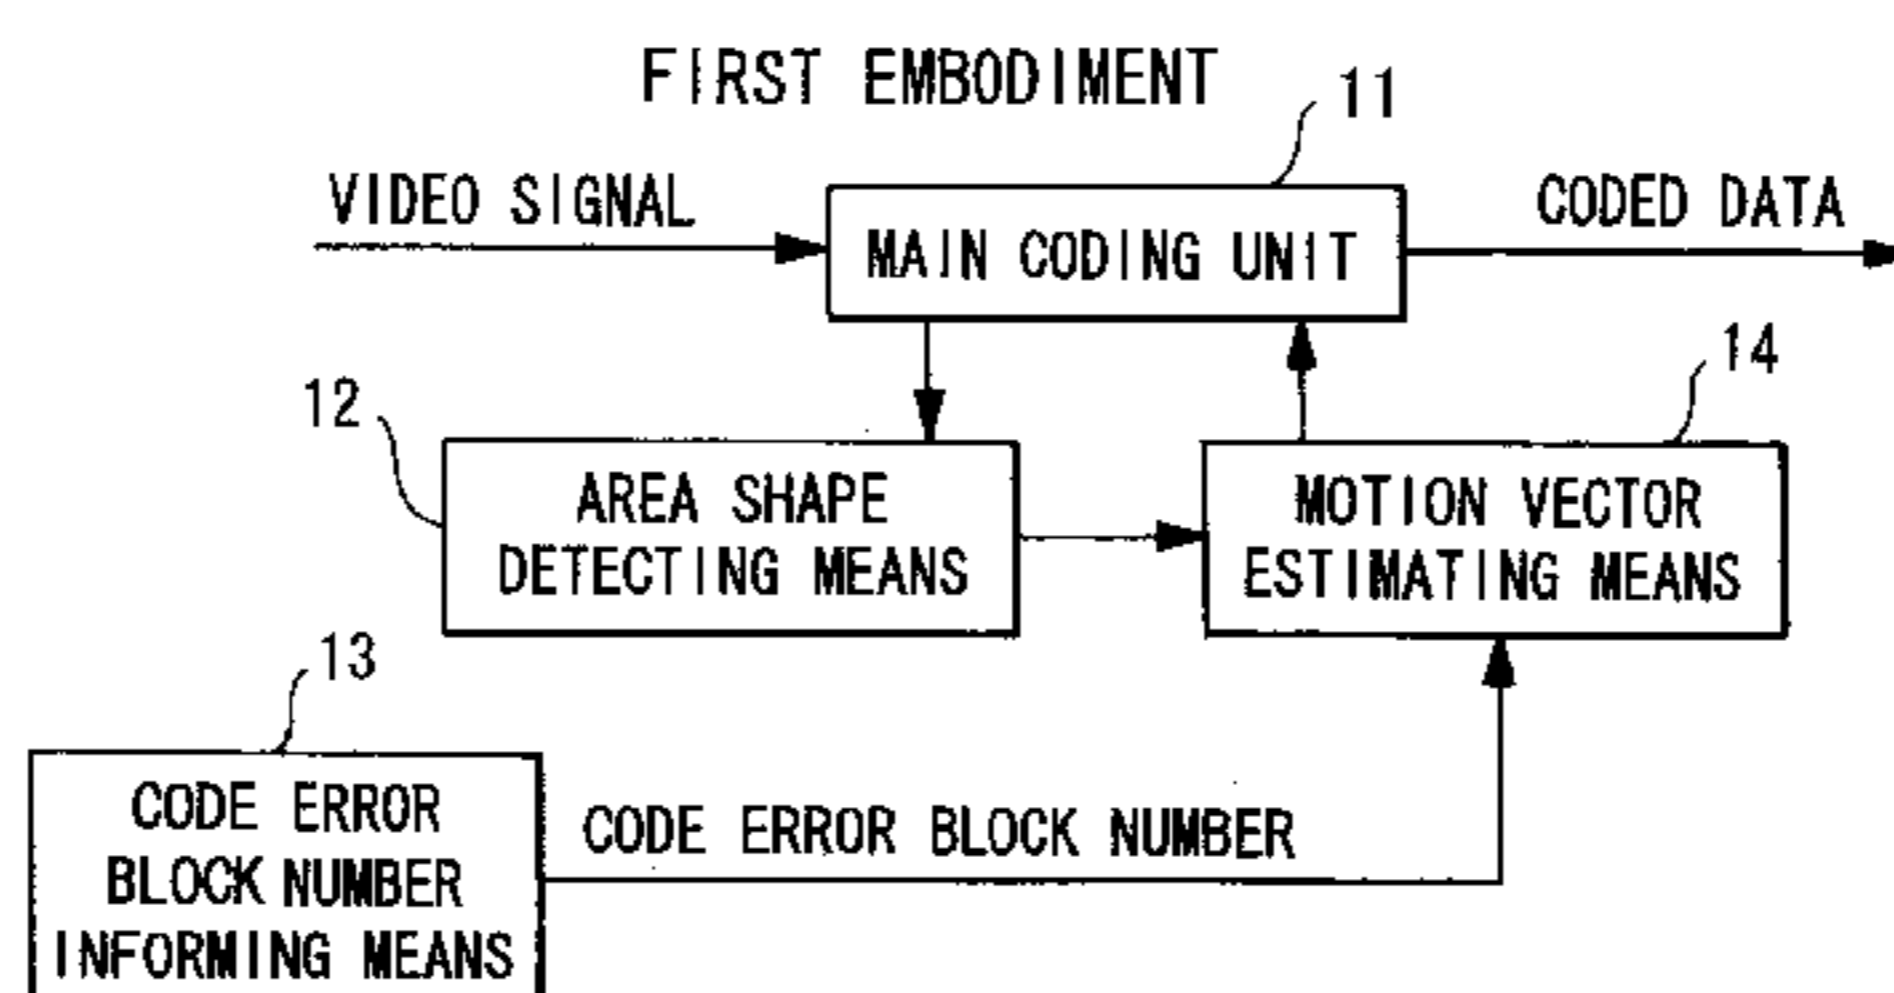 FIRST EMBODIMENT
11
VIDEO SIGNAL
MAIN CODING UNIT
CODED DATA
12
14
AREA SHAPE
DETECTING MEANS
MOTION VECTOR
ESTIMATING MEANS
13
CODE ERROR
BLOCK NUMBER
INFORMING MEANS
CODE ERROR BLOCK NUMBER